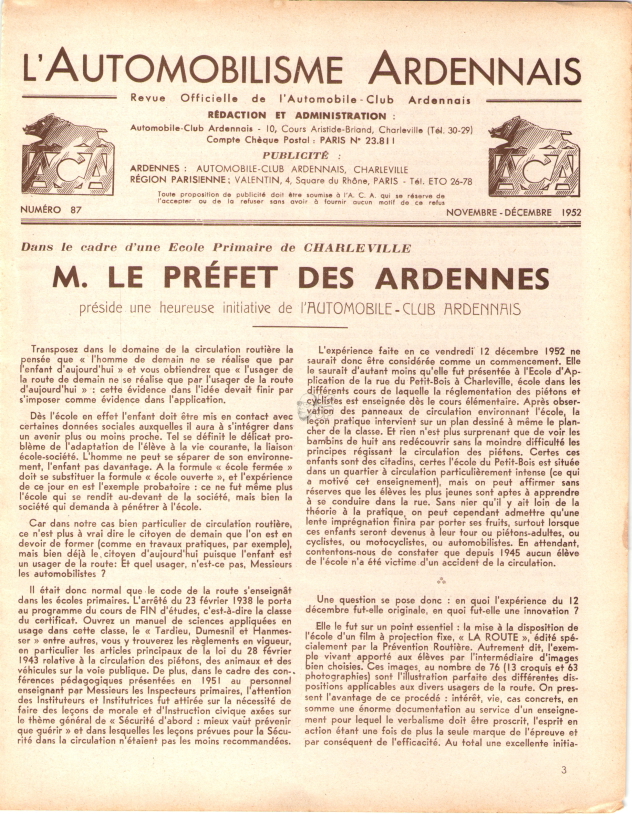 L'AUTOMOBILISME ARDENNAIS
Revue Officielle de l'Automobile-Club Ardennais
RÉDACTION ET ADMINISTRATION :
Automobile-Club Ardennais - 10, Cours Aristide-Briand, Charleville (Tél. 30-29)
Compte Chèque Postal : PARIS N° 23.811
PUBLICITÉ :
ARDENNES : AUTOMOBILE-CLUB ARDENNAIS, CHARLEVILLE
RÉGION PARISIENNE ; VALENTIN, 4, Square du Rhône, PARIS - Tél. ETO 26-78
Toute proposition de publicité doit être soumise à l'A. C. A. qui se réserve de
l'accepter ou de la refuser sans avoir à fournir aucun motif de ce refus
ACA
ACA
NUMÉRO 87
NOVEMBRE-DÉCEMBRE 1952
Dans le cadre d'une Ecole Primaire de CHARLEVILLE
M. LE PRÉFET DES ARDENNES
préside une heureuse initiative de l'AUTOMOBILE-CLUB ARDENNAIS
Transposez dans le domaine de la circulation routière la
pensée que « l'homme de demain ne se réalise que par
l'enfant d'aujourd'hui » et vous obtiendrez que « l'usager de
la route de demain ne se réalise que par l'usager de la route
d'aujourd'hui » : cette évidence dans l'idée devait finir par
s'imposer comme évidence dans l'application.
Dès l'école en effet l'enfant doit être mis en contact avec
certaines données sociales auxquelles il aura à s'intégrer dans
un avenir plus ou moins proche. Tel se définit le délicat pro-
blème de l'adaptation de l'élève à la vie courante, la liaison
école-société. L'homme ne peut se séparer de son environne-
ment, l'enfant pas davantage. A la formule « école fermée »
doit se substituer la formule « école ouverte », et l'expérience
de ce jour en est l'exemple probatoire : ce ne fut même plus
l'école qui se rendit au-devant de la société, mais bien la
société qui demanda à pénétrer à l'école.
Car dans notre cas bien particulier de circulation routière,
ce n'est plus à vrai dire le citoyen de demain que l'on est en
devoir de former (comme en travaux pratiques, par exemple),
mais bien déjà le citoyen d'aujourd'hui puisque l'enfant est
un usager de la route: Et quel usager, n'est-ce pas, Messieurs
les automobilistes ?
Il était donc normal que le code de la route s'enseignât
dans les écoles primaires. L'arrêté du 23 février 1938 le porta
au programme du cours de FIN d'études, c'est-à-dire la classe
du certificat. Ouvrez un manuel de sciences appliquées en
usage dans cette classe, le « Tardieu, Dumesnil et Hanmes-
ser » entre autres, vous y trouverez les règlements en vigueur,
en particulier les articles principaux de la loi du 28 février
1943 relative à la circulation des piétons, des animaux et des
véhicules sur la voie publique. De plus, dans le cadre des con-
férences pédagogiques présentées en 1951 au personnel
enseignant par Messieurs les Inspecteurs primaires, l'attention
des Instituteurs et Institutrices fut attirée sur la nécessité de
faire des leçons de morale et d'Instruction civique axées sur
le thème général de « Sécurité d'abord : mieux vaut prévenir
que guérir » et dans lesquelles les leçons prévues pour la Sécu-
rité dans la circulation n'étaient pas les moins recommandées.
L'expérience faite en ce vendredi 12 décembre 1952 ne
saurait donc être considérée comme un commencement. Elle
le saurait d'autant moins qu'elle fut présentée à l'Ecole d'Ap-
plication de la rue du Petit-Bois à Charleville, école dans les
différents cours de laquelle la réglementation des piétons et
cyclistes est enseignée dès le cours élémentaire. Après obser-
vation des panneaux de circulation environnant l'école, la
leçon pratique intervient sur un plan dessiné à même le plan-
cher de la classe. Et rien n'est plus surprenant que de voir les
bambins de huit ans redécouvrir sans la moindre difficulté les
principes régissant la circulation des piétons. Certes ces
enfants sont des citadins, certes l'école du Petit-Bois est située
dans un quartier à circulation particulièrement intense (ce qui
a motivé cet enseignement), mais on peut affirmer sans
réserves que les élèves les plus jeunes sont aptes à apprendre
à se conduire dans la rue. Sans nier qu'il y ait loin de la
théorie à la pratique, on peut cependant admettre qu'une
lente imprégnation finira par porter ses fruits, surtout lorsque
ces enfants seront devenus à leur tour ou piétons-adultes, ou
cyclistes, ou motocyclistes, ou automobilistes. En attendant,
contentons-nous de constater que depuis 1945 aucun élève
de l'école n'a été victime d'un accident de la circulation.
Une question se pose donc : en quoi l'expérience du 12
décembre fut-elle originale, en quoi fut-elle une innovation ?
Elle le fut sur un point essentiel : la mise à la disposition de
l'école d'un film à projection fixe, « LA ROUTE », édité spé-
cialement par la Prévention Routière. Autrement dit, l'exem-
ple vivant apporté aux élèves par l'intermédiaire d'images
bien choisies. Ces images, au nombre de 76 (13 croquis et 63
photographies) sont l'illustration parfaite des différentes dis-
positions applicables aux divers usagers de la route. On pres-
sent l'avantage de ce procédé : intérêt, vie, cas concrets, en
somme une énorme documentation au service d'un enseigne-
ment pour lequel le verbalisme doit être proscrit, l'esprit en
action étant une fois de plus la seule marque de l'épreuve et
par conséquent de l'efficacité. Au total une excellente initia-
3